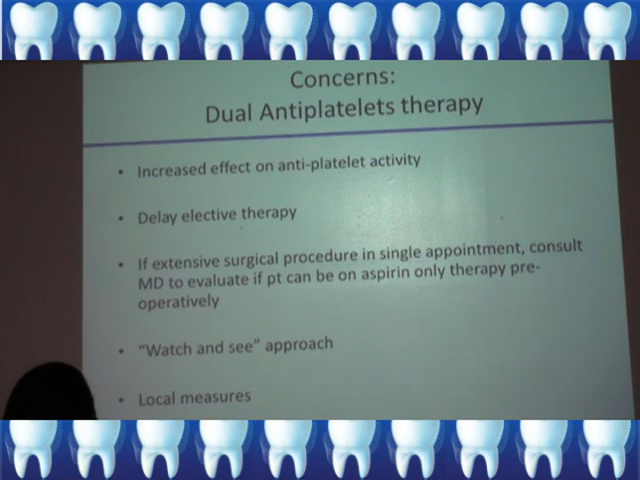 Concerns:
Dual Antiplatelets therapy
• Increased effect on anti-platelet activity
• Delay elective therapy
• If extensive surgical procedure in single appointment, consult
MD to evaluate if pt can be on aspirin only therapy pre-
operatively
• “Watch and see” approach
• Local measures